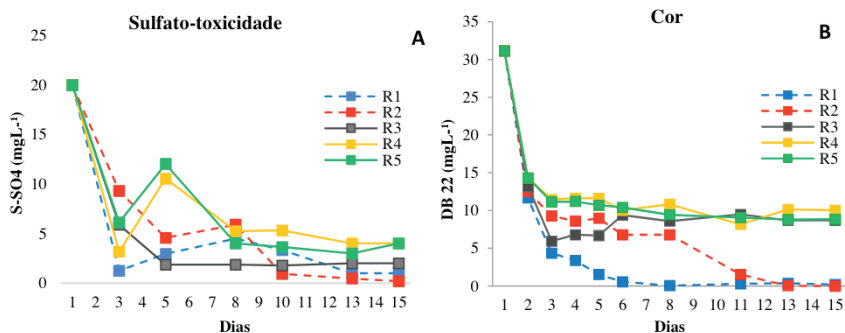 Sulfato-toxicidade
A
25
20
15
10
5
0
S-SO4 (mgL-¹)
R1
R2
R3
R4
R5
1 2 3 4 5 6 7 8 9 10 11 12 13 14 15
Dias
Cor
B
35
30
25
20
15
10
5
0
DB 22 (mgL-¹)
R1
R2
R3
R4
R5
1 2 3 4 5 6 7 8 9 10 11 12 13 14 15
Dias